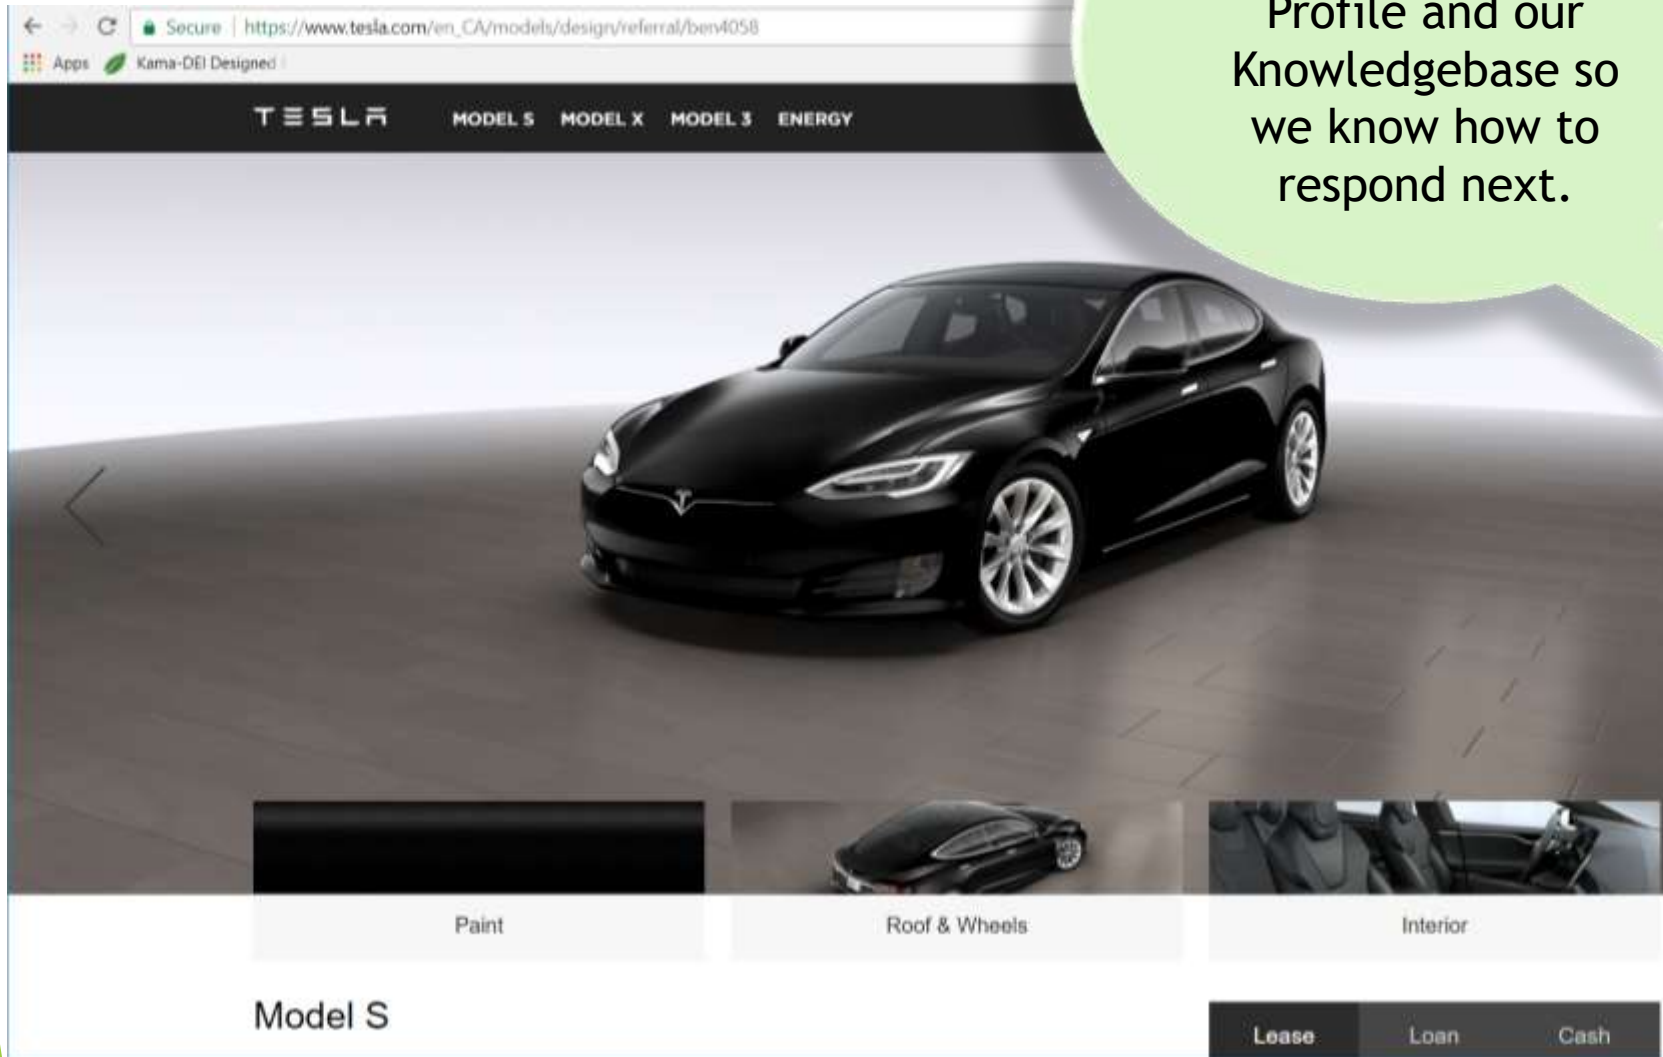 Secure | https://www.tesla.com/en_CA/models/design/referral/ben4058
Apps Kama-DEI Designed
TESLA MODEL S MODEL X MODEL 3 ENERGY
Profile and our
Knowledgebase so
we know how to
respond next.
Paint Roof & Wheels Interior
Model S
Lease Loan Cash